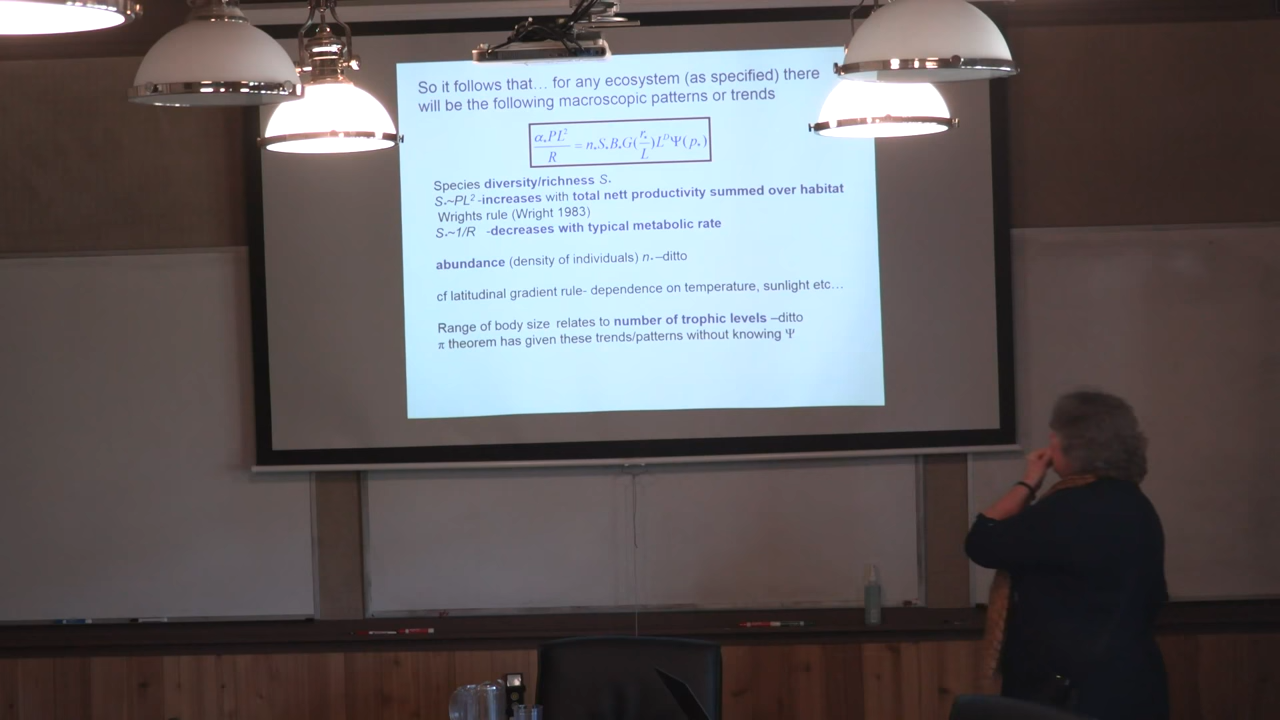 So it follows that… for any ecosystem (as specified) there
will be the following macroscopic patterns or trends
α*PL²/R = n*S*B*G(r*/L)L^DΨ(p*)
Species diversity/richness S*
S*~PL² -increases with total nett productivity summed over habitat
Wrights rule (Wright 1983)
S*~1/R -decreases with typical metabolic rate
abundance (density of individuals) n*–ditto
cf latitudinal gradient rule- dependence on temperature, sunlight etc…
Range of body size relates to number of trophic levels –ditto
π theorem has given these trends/patterns without knowing Ψ